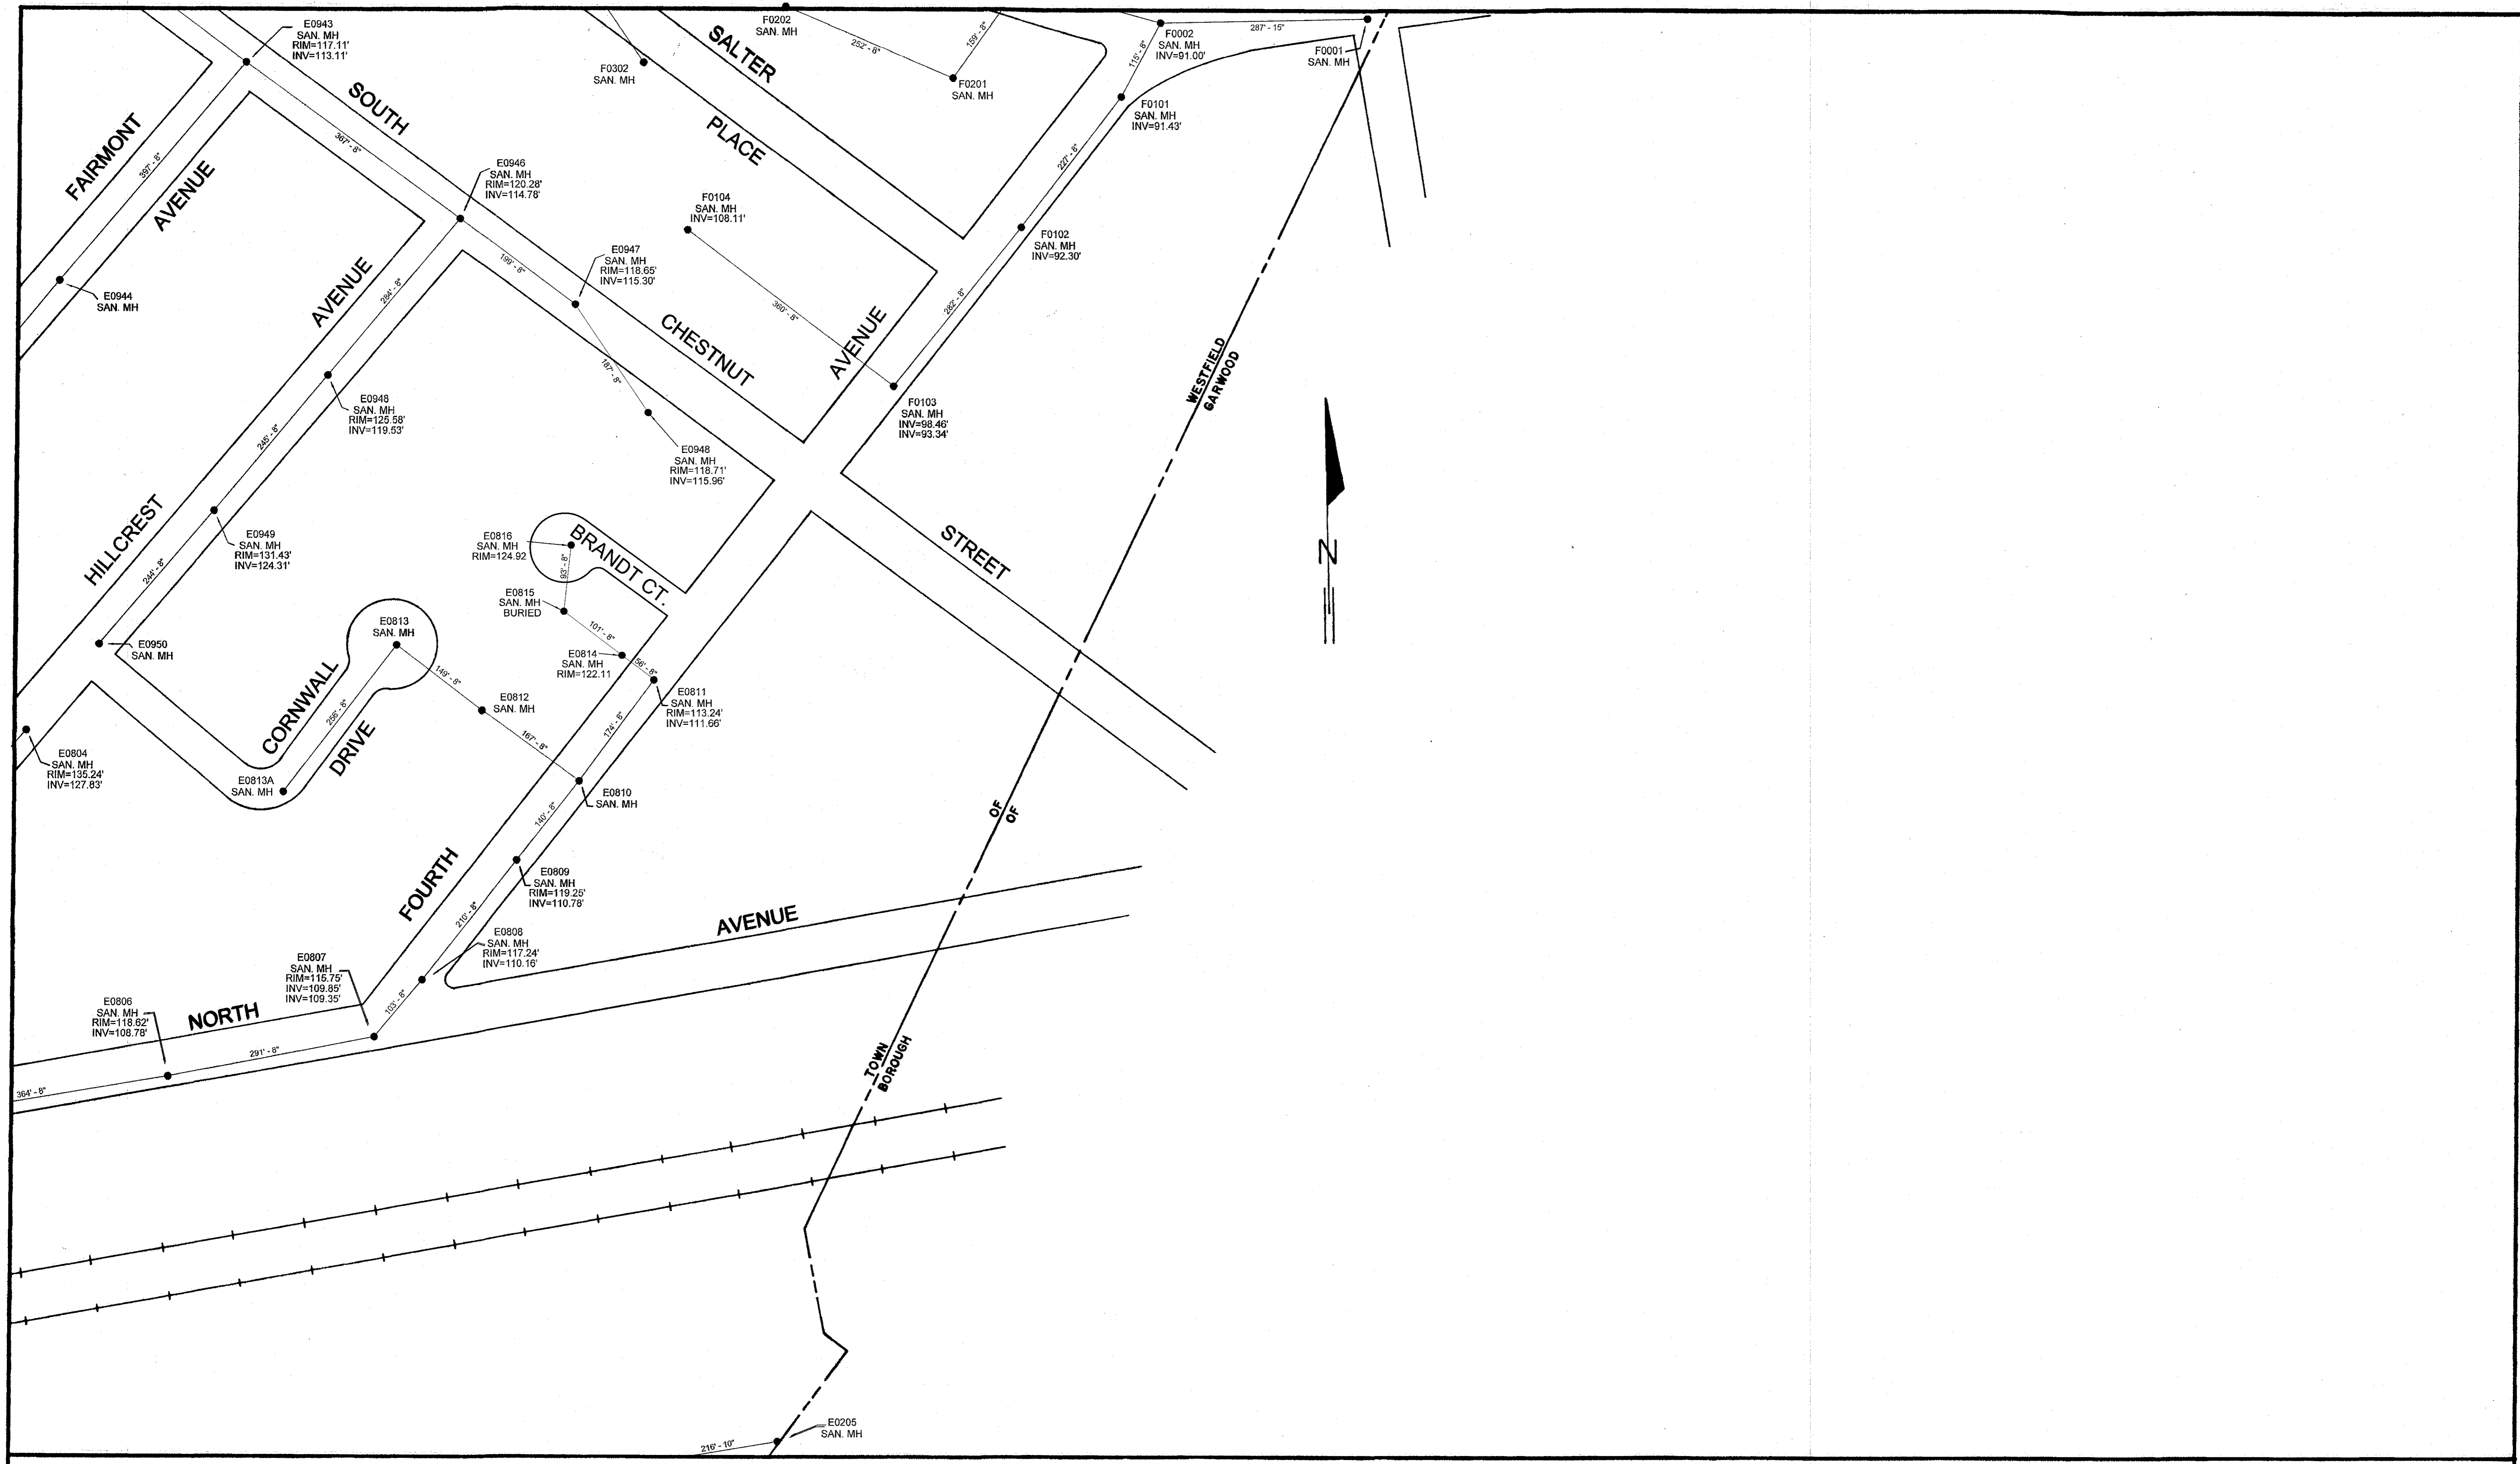 E0943
SAN. MH
RIM=117.11'
INV=113.11'
F0202
SAN. MH
252' - 8"
159' - 8"
F0201
SAN. MH
F0302
SAN. MH
SALTER
PLACE
F0002
SAN. MH
INV=91.00'
287' - 15"
F0001
SAN. MH
115' - 8"
F0101
SAN. MH
INV=91.43'
227' - 8"
F0102
SAN. MH
INV=92.30'
282' - 8"
FAIRMONT
AVENUE
397' - 8"
E0944
SAN. MH
SOUTH
367' - 8"
E0946
SAN. MH
RIM=120.28'
INV=114.78'
199' - 8"
E0947
SAN. MH
RIM=118.65'
INV=115.30'
F0104
SAN. MH
INV=108.11'
360' - 8"
AVENUE
F0103
SAN. MH
INV=98.46'
INV=93.34'
CHESTNUT
187' - 8"
E0948
SAN. MH
RIM=118.71'
INV=115.96'
AVENUE
284' - 8"
E0948
SAN. MH
RIM=125.58'
INV=119.53'
245' - 8"
HILLCREST
E0949
SAN. MH
RIM=131.43'
INV=124.31'
244' - 8"
E0950
SAN. MH
WESTFIELD
GARWOOD
N
STREET
E0816
SAN. MH
RIM=124.92
BRANDT CT.
93' - 8"
E0815
SAN. MH
BURIED
101' - 8"
E0814
SAN. MH
RIM=122.11
56' - 8"
E0811
SAN. MH
RIM=113.24'
INV=111.66'
174' - 8"
E0813
SAN. MH
149' - 8"
E0812
SAN. MH
167' - 8"
E0810
SAN. MH
CORNWALL
256' - 8"
DRIVE
E0813A
SAN. MH
E0804
SAN. MH
RIM=135.24'
INV=127.83'
140' - 8"
E0809
SAN. MH
RIM=119.25'
INV=110.78'
OF
OF
FOURTH
210' - 8"
E0808
SAN. MH
RIM=117.24'
INV=110.16'
AVENUE
E0807
SAN. MH
RIM=115.75'
INV=109.85'
INV=109.35'
103' - 8"
E0806
SAN. MH
RIM=118.62'
INV=108.78'
NORTH
291' - 8"
364' - 8"
TOWN
BOROUGH
E0205
SAN. MH
216' - 10"